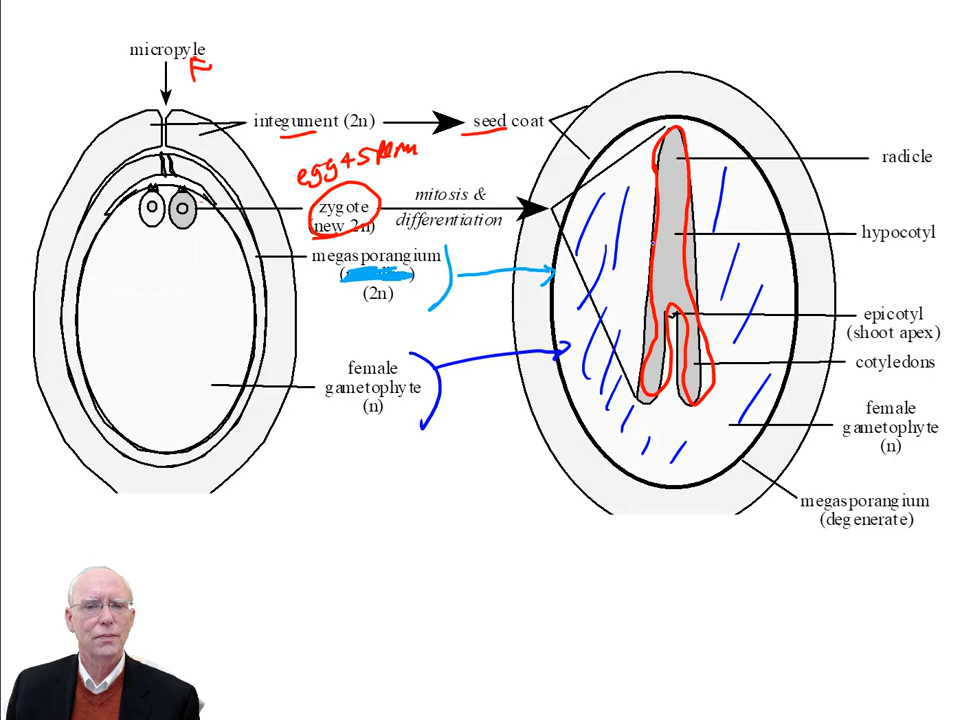 micropyle
F
integument (2n)
seed coat
egg + sperm
zygote
(new 2n)
mitosis &
differentiation
megasporangium
(2n)
female
gametophyte
(n)
radicle
hypocotyl
epicotyl
(shoot apex)
cotyledons
female
gametophyte
(n)
megasporangium
(degenerate)